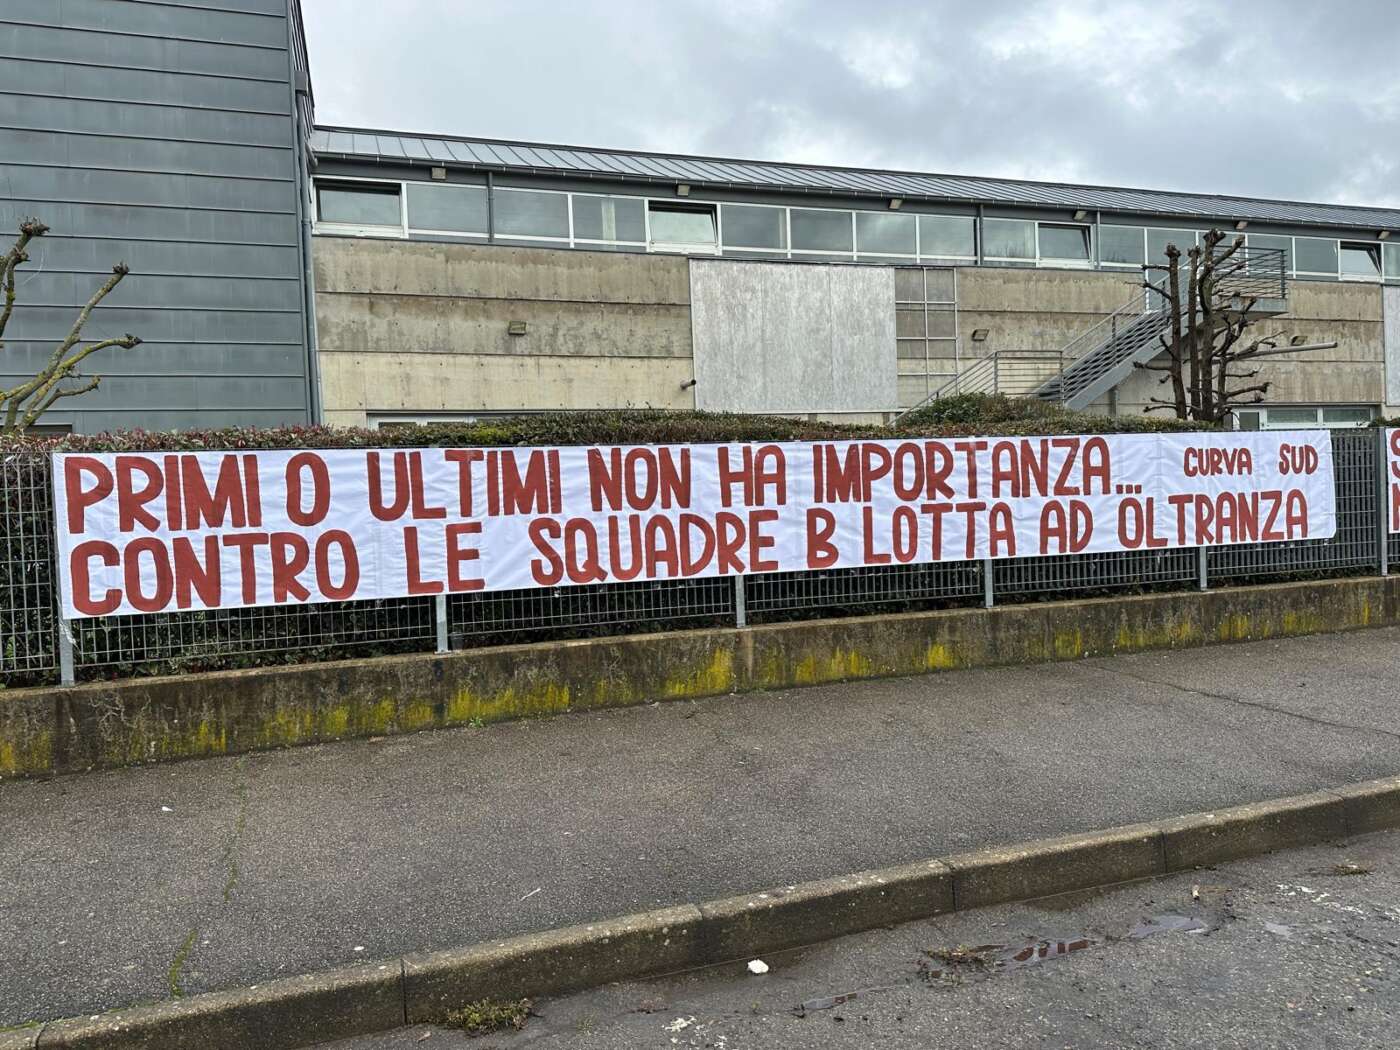 PRIMI O ULTIMI NON HA IMPORTANZA... CURVA SUD
CONTRO LE SQUADRE B LOTTA AD OLTRANZA